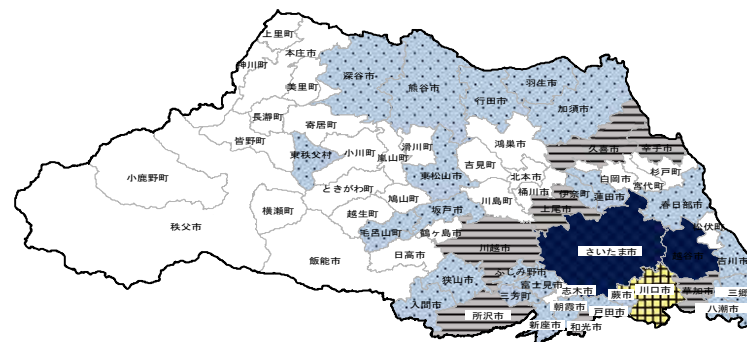 上里町
本庄市
神川町
美里町
深谷市
熊谷市
行田市
羽生市
加須市
長瀞町
寄居町
皆野町
東秩父村
小川町
嵐山町
滑川町
吉見町
鴻巣市
久喜市
幸手市
小鹿野町
ときがわ町
東松山市
北本市
桶川市
伊奈町
蓮田市
白岡市
宮代町
杉戸町
秩父市
横瀬町
越生町
鳩山町
坂戸市
川島町
上尾市
春日部市
松伏町
毛呂山町
鶴ヶ島市
飯能市
日高市
川越市
さいたま市
越谷市
吉川市
狭山市
ふじみ野市
富士見市
三芳町
志木市
蕨市
川口市
草加市
三郷
入間市
所沢市
朝霞市
戸田市
八潮市
新座市
和光市